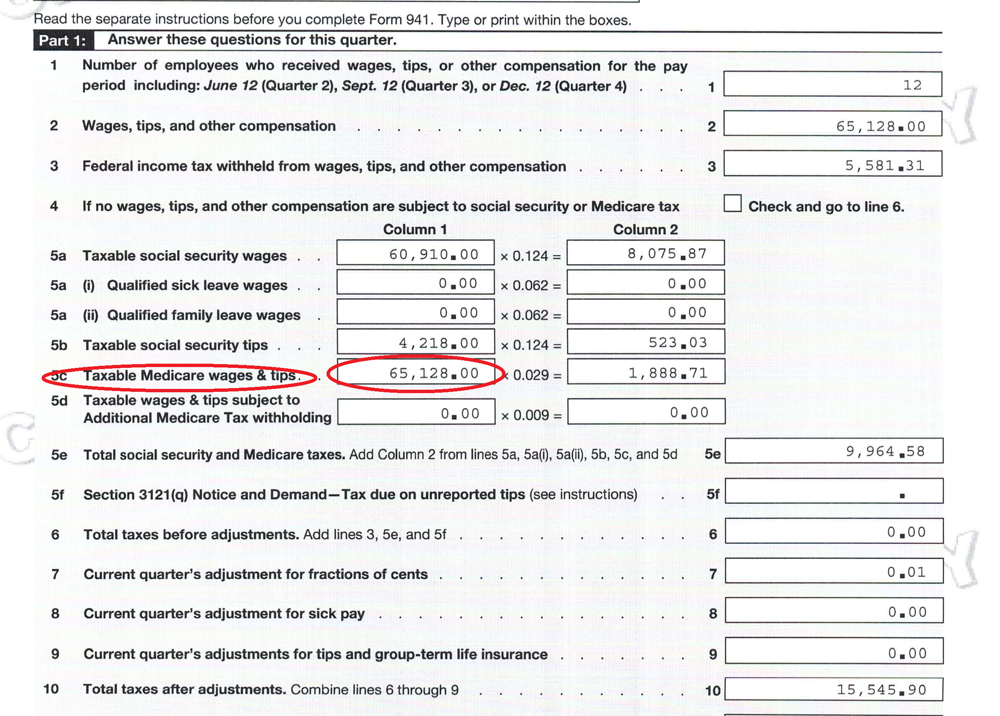 Read the separate instructions before you complete Form 941. Type or print within the boxes.
Part 1: Answer these questions for this quarter.
1 Number of employees who received wages, tips, or other compensation for the pay
period including: June 12 (Quarter 2), Sept. 12 (Quarter 3), or Dec. 12 (Quarter 4) . . . 1 12
2 Wages, tips, and other compensation . . . . . . . . . . . . . . . . . 2 65,128.00
3 Federal income tax withheld from wages, tips, and other compensation . . . . . . 3 5,581.31
4 If no wages, tips, and other compensation are subject to social security or Medicare tax Check and go to line 6.
Column 1 Column 2
5a Taxable social security wages . . 60,910.00 × 0.124 = 8,075.87
5a (i) Qualified sick leave wages . . 0.00 × 0.062 = 0.00
5a (ii) Qualified family leave wages . 0.00 × 0.062 = 0.00
5b Taxable social security tips . . . 4,218.00 × 0.124 = 523.03
5c Taxable Medicare wages & tips. . 65,128.00 × 0.029 = 1,888.71
5d Taxable wages & tips subject to
Additional Medicare Tax withholding 0.00 × 0.009 = 0.00
5e Total social security and Medicare taxes. Add Column 2 from lines 5a, 5a(i), 5a(ii), 5b, 5c, and 5d 5e 9,964.58
5f Section 3121(q) Notice and Demand—Tax due on unreported tips (see instructions) . . 5f .
6 Total taxes before adjustments. Add lines 3, 5e, and 5f . . . . . . . . . . . . 6 0.00
7 Current quarter's adjustment for fractions of cents . . . . . . . . . . . . . 7 0.01
8 Current quarter's adjustment for sick pay . . . . . . . . . . . . . . . . 8 0.00
9 Current quarter's adjustments for tips and group-term life insurance . . . . . . . 9 0.00
10 Total taxes after adjustments. Combine lines 6 through 9 . . . . . . . . . . . 10 15,545.90